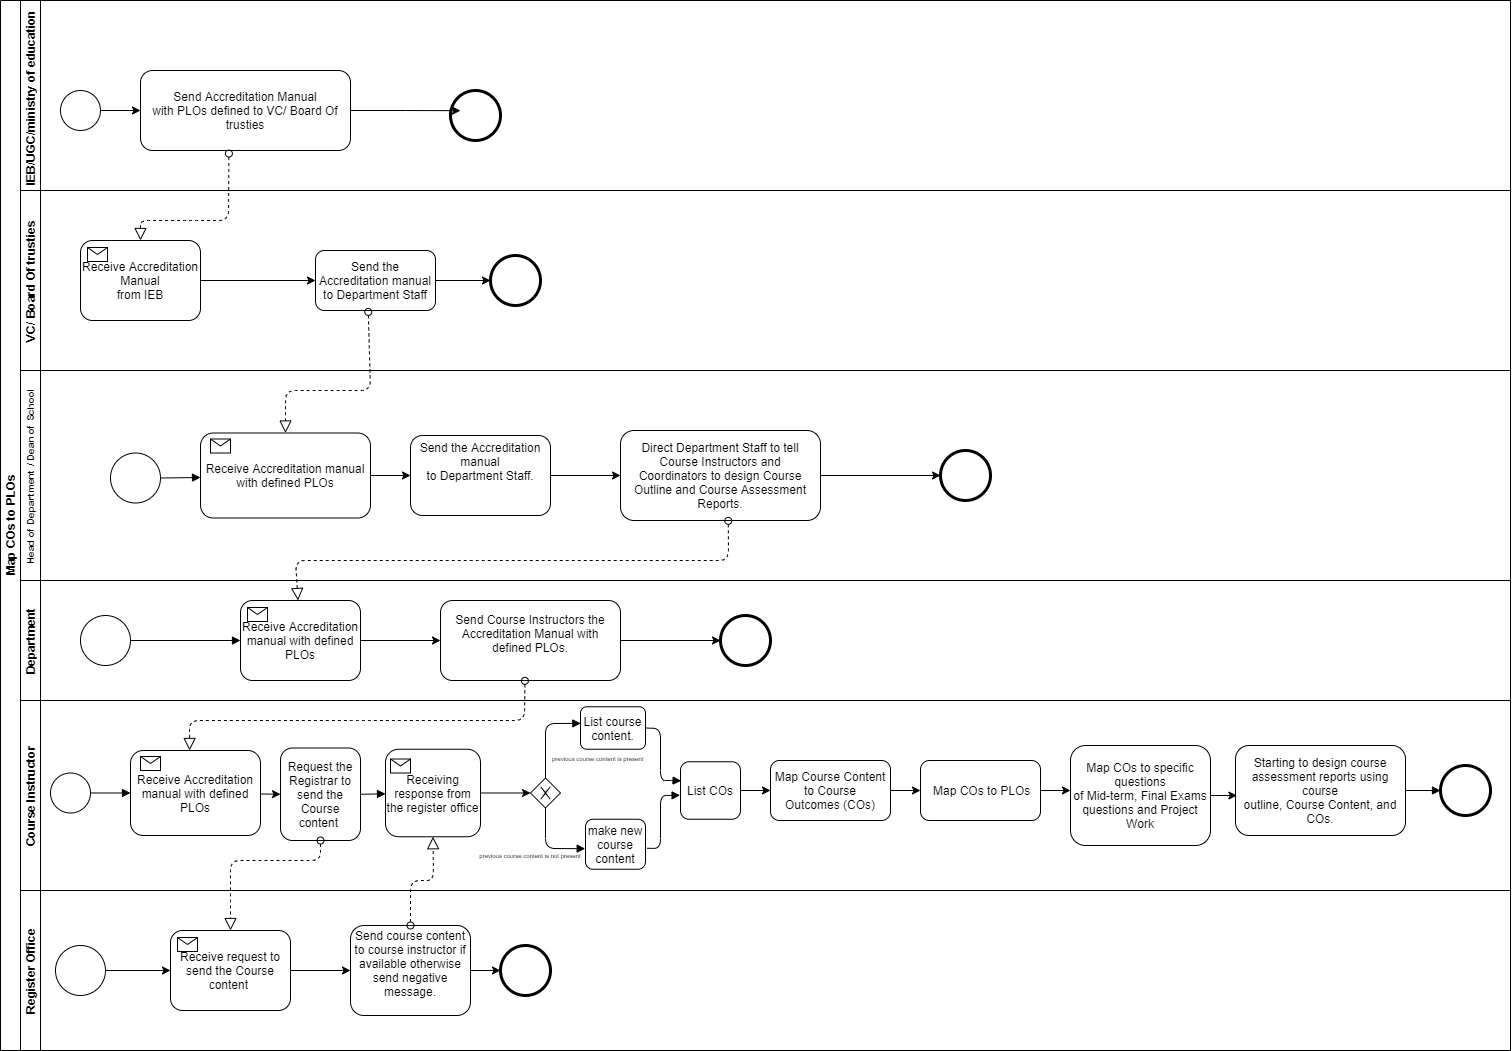 Map COs to PLOs
IEB/UGC/ministry of education
Send Accreditation Manual
with PLOs defined to VC/ Board Of
trusties
VC/ Board Of trusties
Receive Accreditation
Manual
from IEB
Send the
Accreditation manual
to Department Staff
Head of Department / Dean of School
Receive Accreditation manual
with defined PLOs
Send the Accreditation
manual
to Department Staff.
Direct Department Staff to tell
Course Instructors and
Coordinators to design Course
Outline and Course Assessment
Reports.
Department
Receive Accreditation
manual with defined
PLOs
Send Course Instructors the
Accreditation Manual with
defined PLOs.
Course Instructor
Receive Accreditation
manual with defined
PLOs
Request the
Registrar to
send the
Course
content
Receiving
response from
the register office
X
List course
content.
previous course content is present
make new
course
content
previous course content is not present
List COs
Map Course Content
to Course
Outcomes (COs)
Map COs to PLOs
Map COs to specific
questions
of Mid-term, Final Exams
questions and Project
Work
Starting to design course
assessment reports using
course
outline, Course Content, and
COs.
Register Office
Receive request to
send the Course
content
Send course content
to course instructor if
available otherwise
send negative
message.